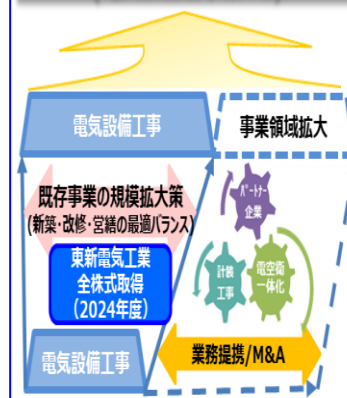 電気設備工事
事業領域拡大
既存事業の規模拡大策
(新築・改修・営繕の最適バランス)
東新電気工業
全株式取得
(2024年度)
パートナー
企業
計装
工事
電空衛
一体化
電気設備工事
業務提携/M&A